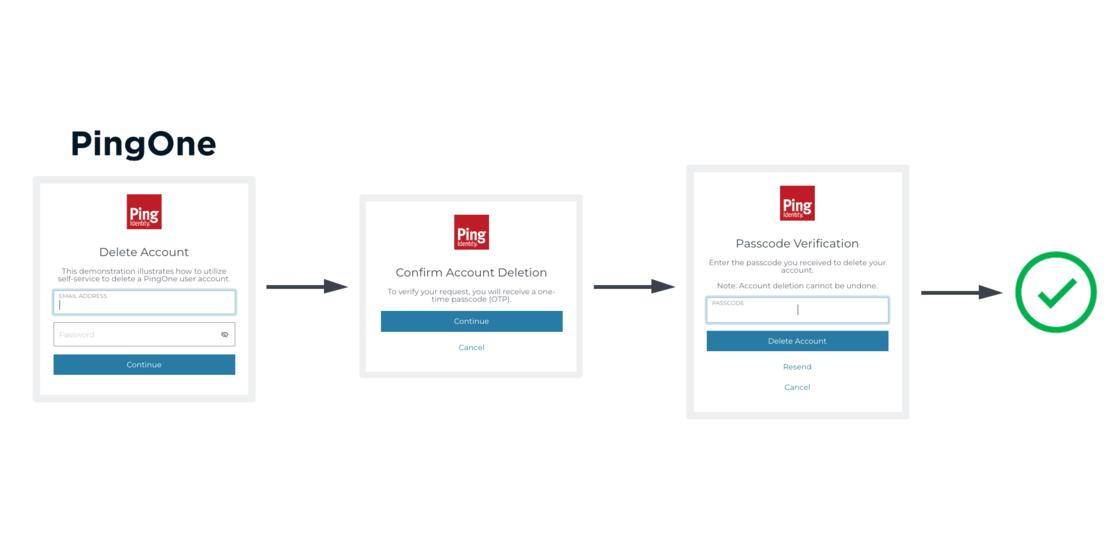 PingOne
Ping
Identity.
Delete Account
This demonstration illustrates how to utilize
self-service to delete a PingOne user account.
EMAIL ADDRESS
Password
Continue
Ping
Identity.
Confirm Account Deletion
To verify your request, you will receive a one-
time passcode (OTP).
Continue
Cancel
Ping
Identity.
Passcode Verification
Enter the passcode you received to delete your
account.
Note: Account deletion cannot be undone.
PASSCODE
Delete Account
Resend
Cancel